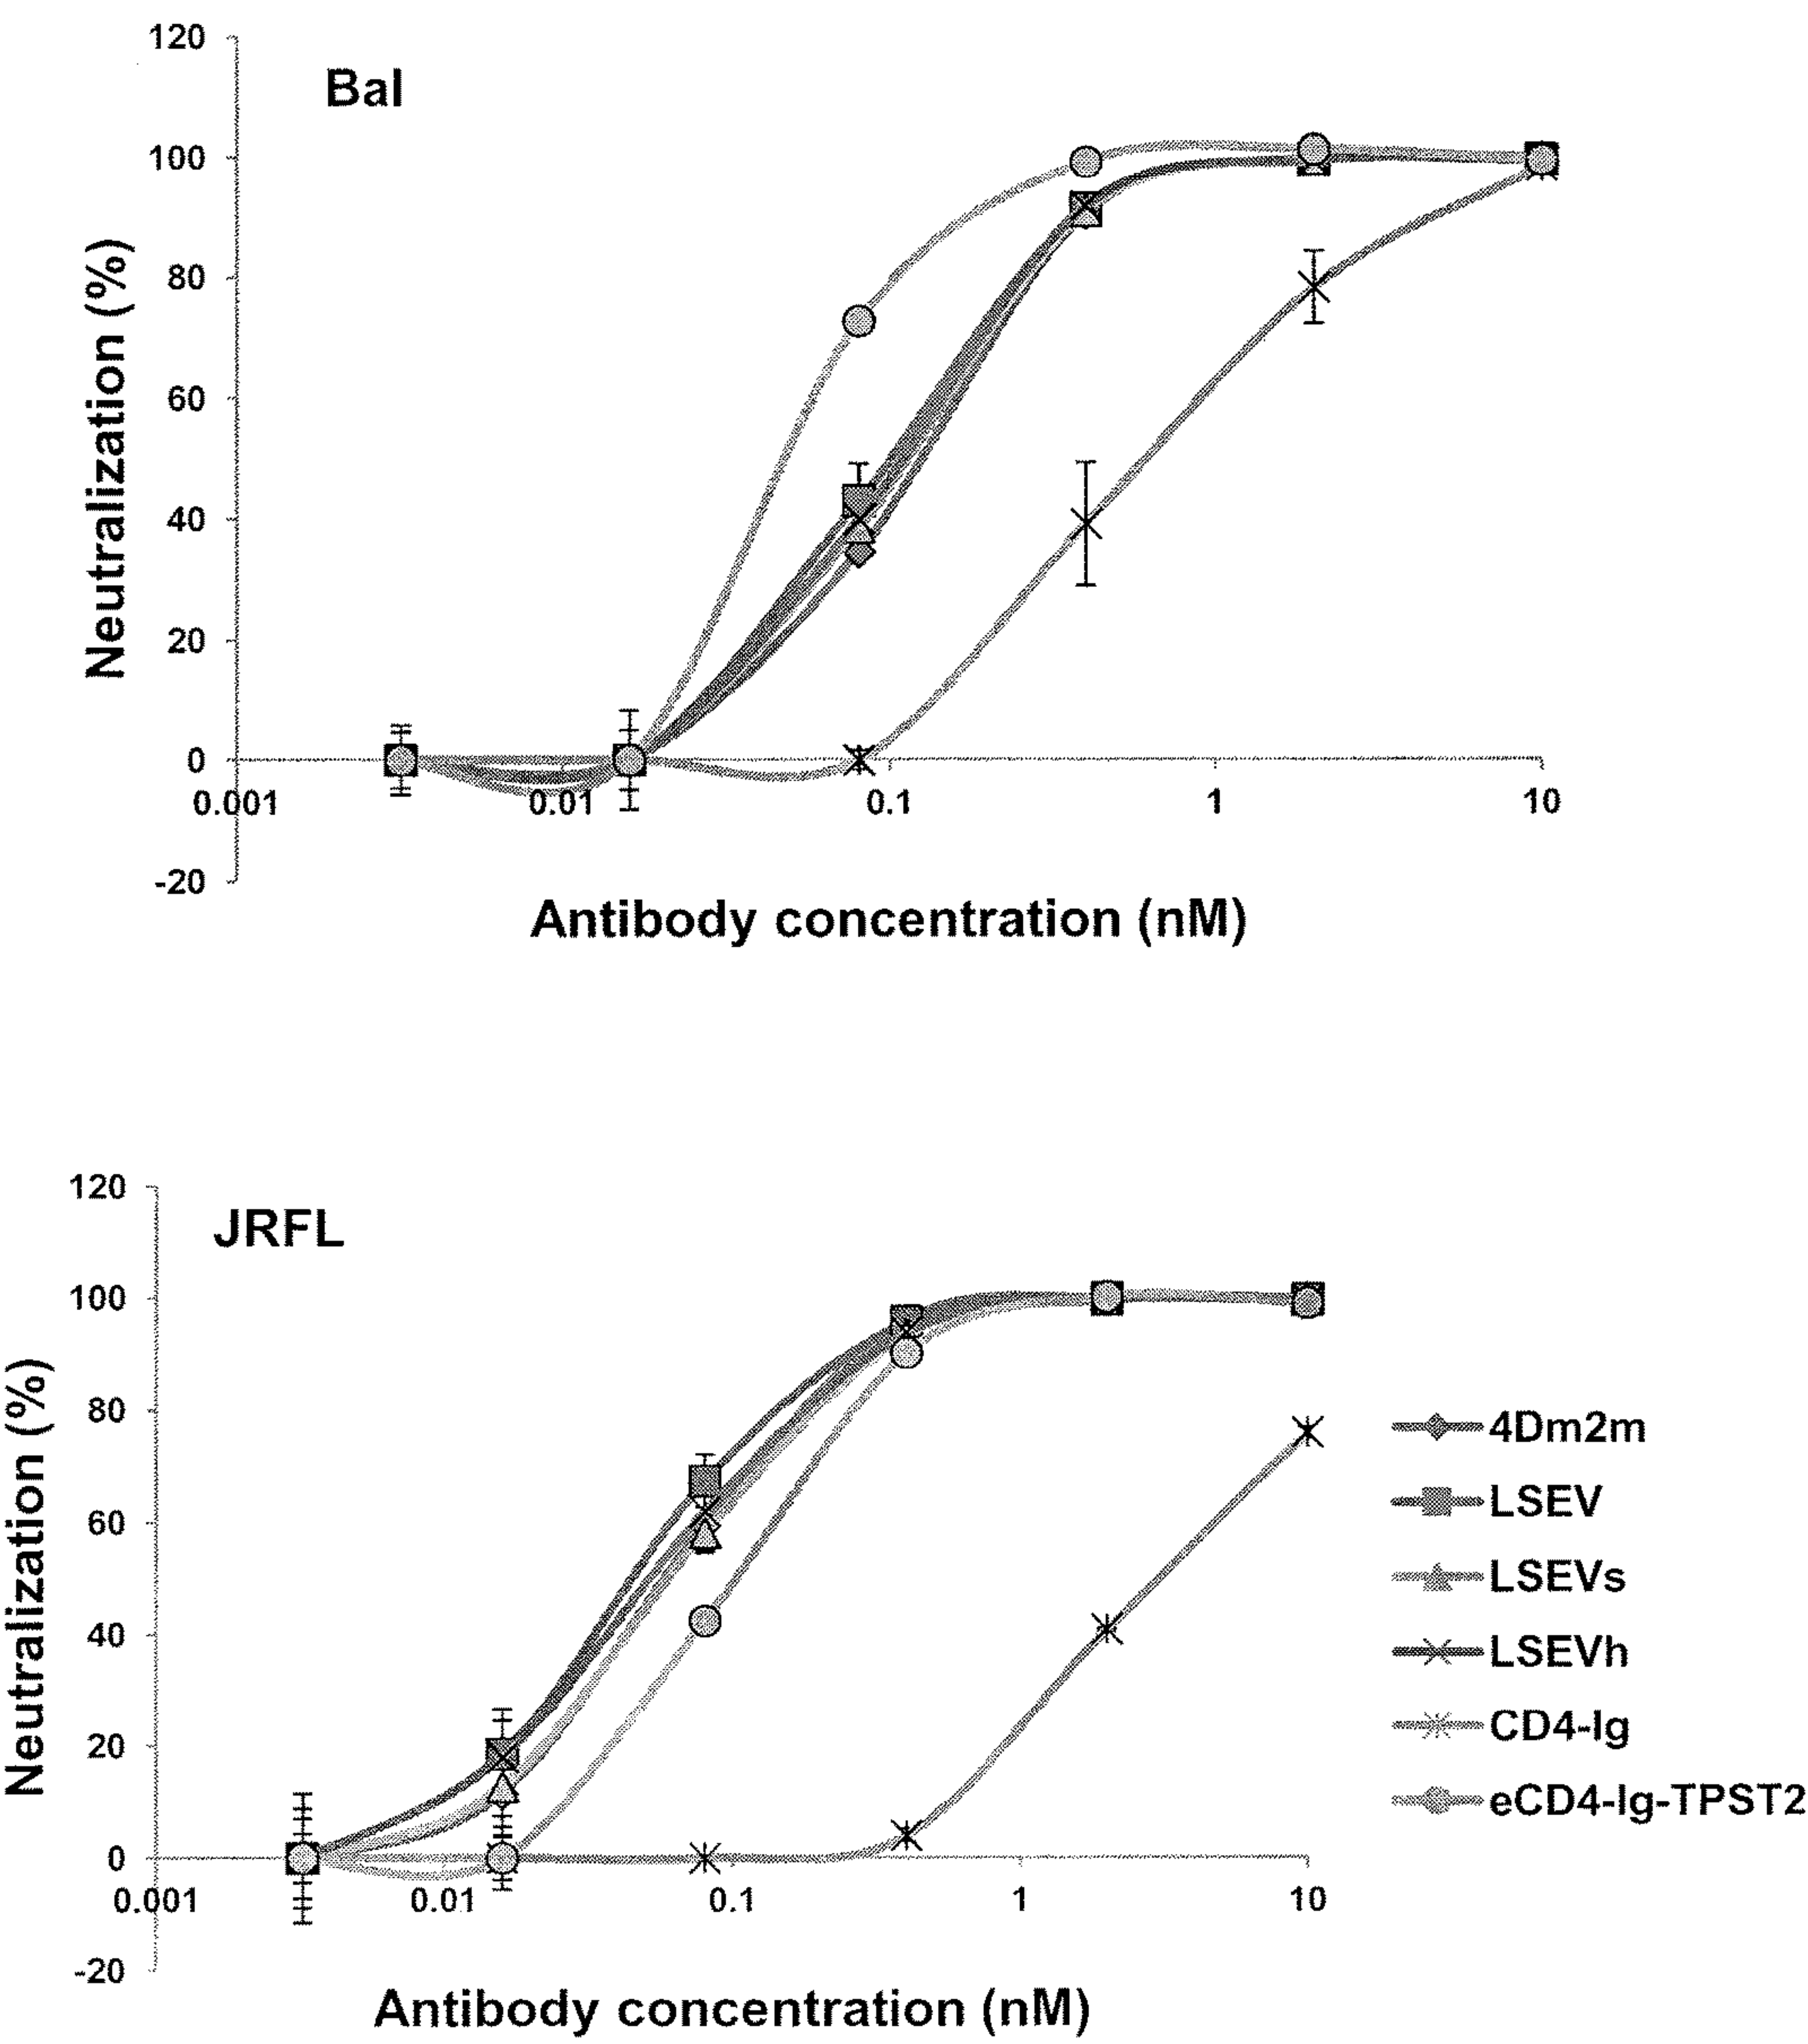 120
Bal
100
80
60
40
20
0
0.001 0.01 0.1 1 10
-20
Neutralization (%)
Antibody concentration (nM)
120
JRFL
100
80
60
40
20
0
0.001 0.01 0.1 1 10
-20
Neutralization (%)
Antibody concentration (nM)
4Dm2m
LSEV
LSEVs
LSEVh
CD4-Ig
eCD4-Ig-TPST2